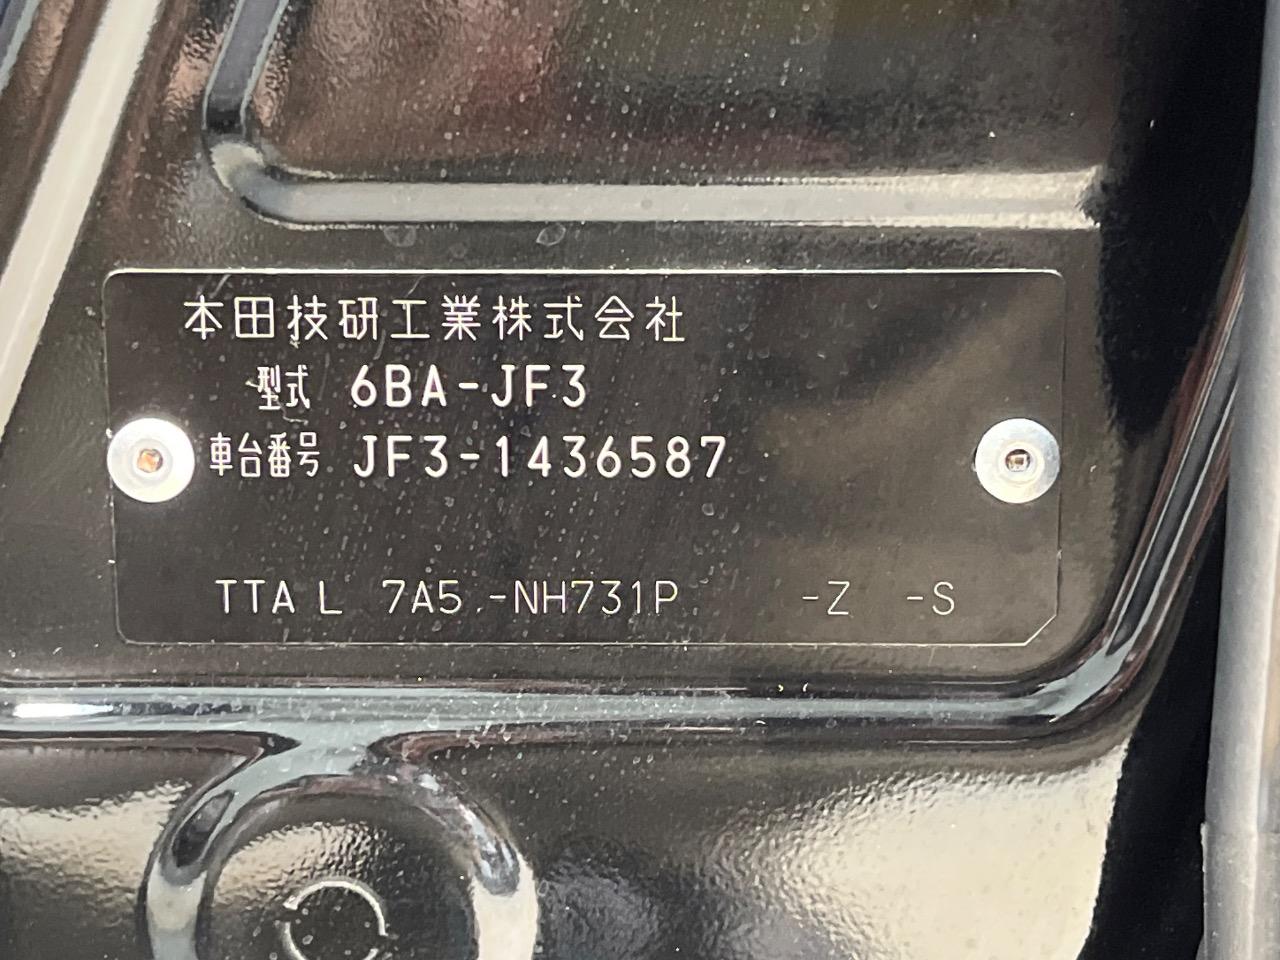 本田技研工業株式会社
型式 6BA-JF3
車台番号 JF3-1436587
TTA L 7A5 -NH731P -Z -S